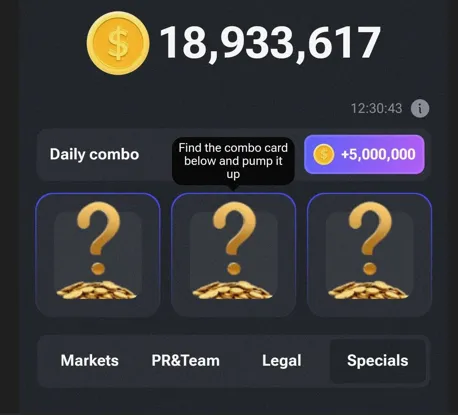 18,933,617
12:30:43
Daily combo
Find the combo card
below and pump it
up
+5,000,000
Markets PR&Team Legal Specials